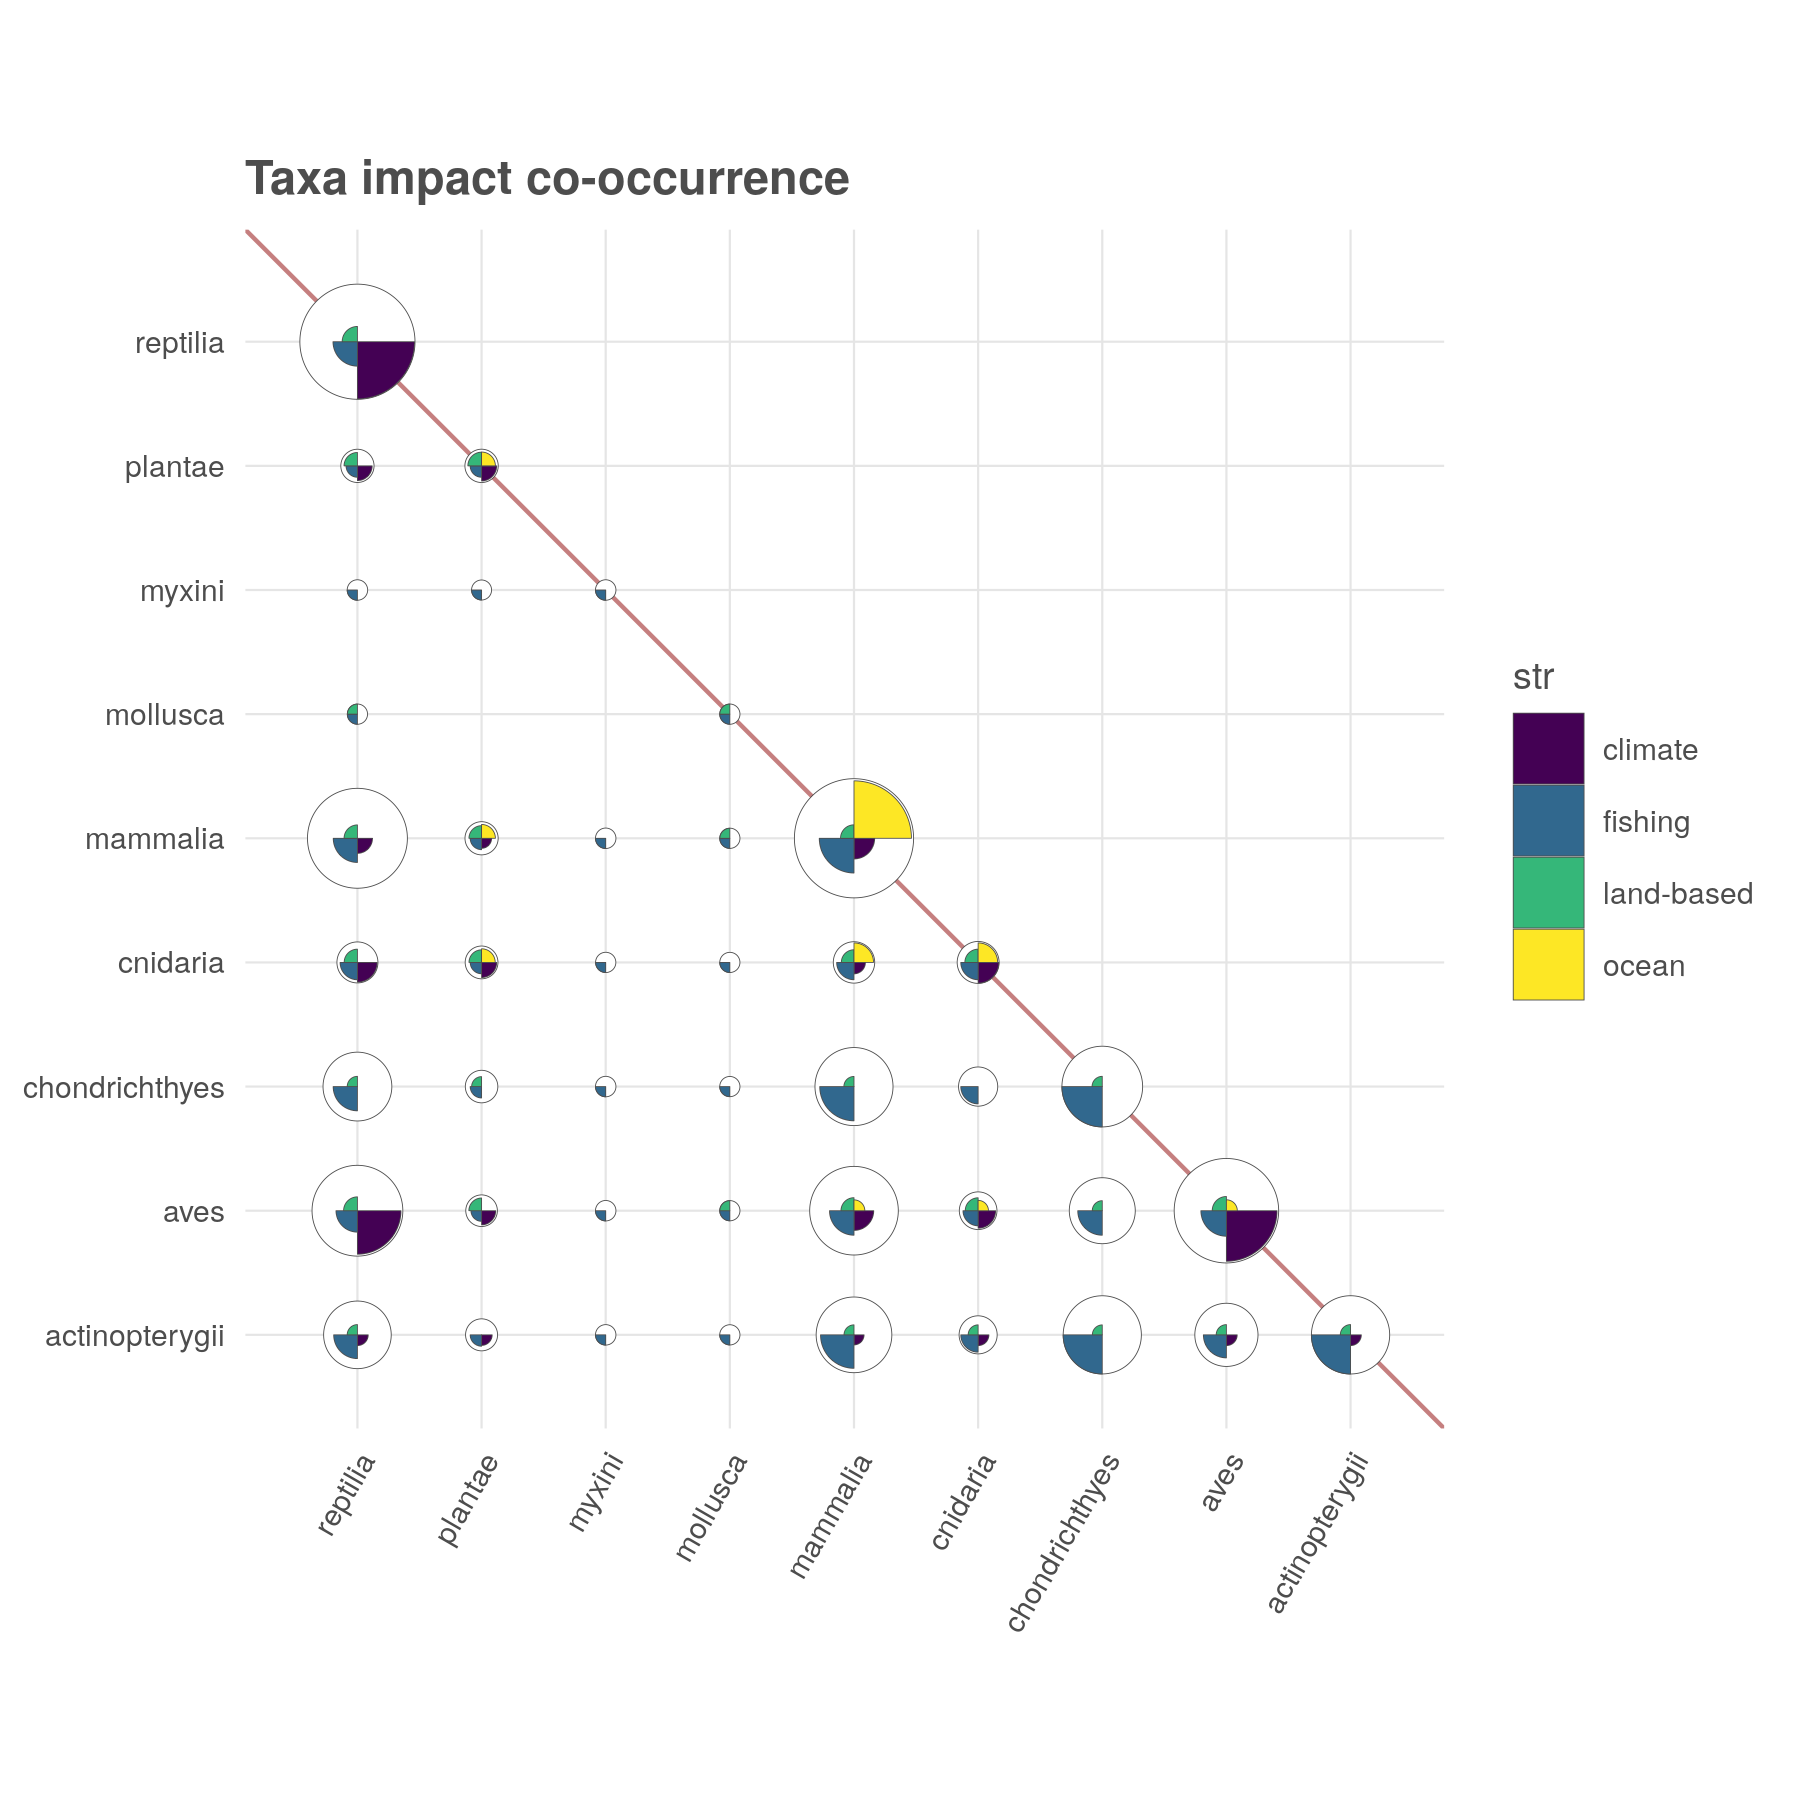 Taxa impact co-occurrence
reptilia
plantae
myxini
mollusca
mammalia
cnidaria
chondrichthyes
aves
actinopterygii
reptilia
plantae
myxini
mollusca
mammalia
cnidaria
chondrichthyes
aves
actinopterygii
str
climate
fishing
land-based
ocean